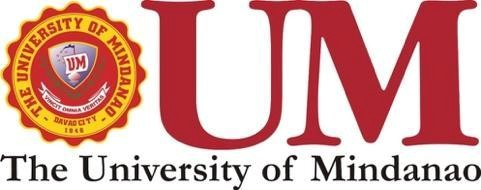 THE UNIVERSITY OF MINDANAO
UM
VINCIT OMNIA VERITAS
DAVAO CITY
1946
UM
The University of Mindanao